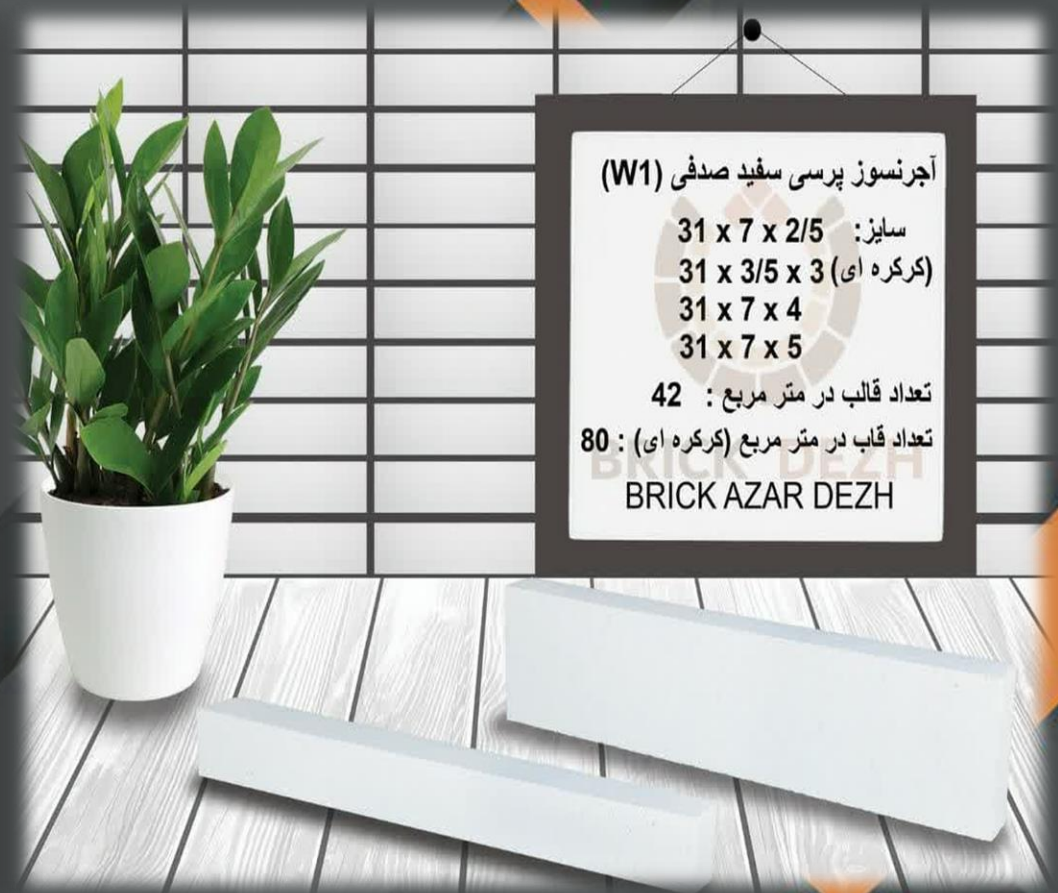 آجرنسوز پرسی سفید صدفی (W1)
سایز: 31 x 7 x 2/5
(کرکره ای) 31 x 3/5 x 3
31 x 7 x 4
31 x 7 x 5
تعداد قالب در متر مربع : 42
تعداد قاب در متر مربع (کرکره ای) : 80
BRICK DEZH
BRICK AZAR DEZH